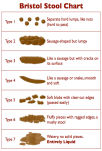 Bristol Stool Chart
Type 1
Separate hard lumps, like nuts
(hard to pass)
Type 2
Sausage-shaped but lumpy
Type 3
Like a sausage but with cracks on
its surface
Type 4
Like a sausage or snake, smooth
and soft
Type 5
Soft blobs with clear-cut edges
(passed easily)
Type 6
Fluffy pieces with ragged edges, a
mushy stool
Type 7
Watery, no solid pieces.
Entirely Liquid